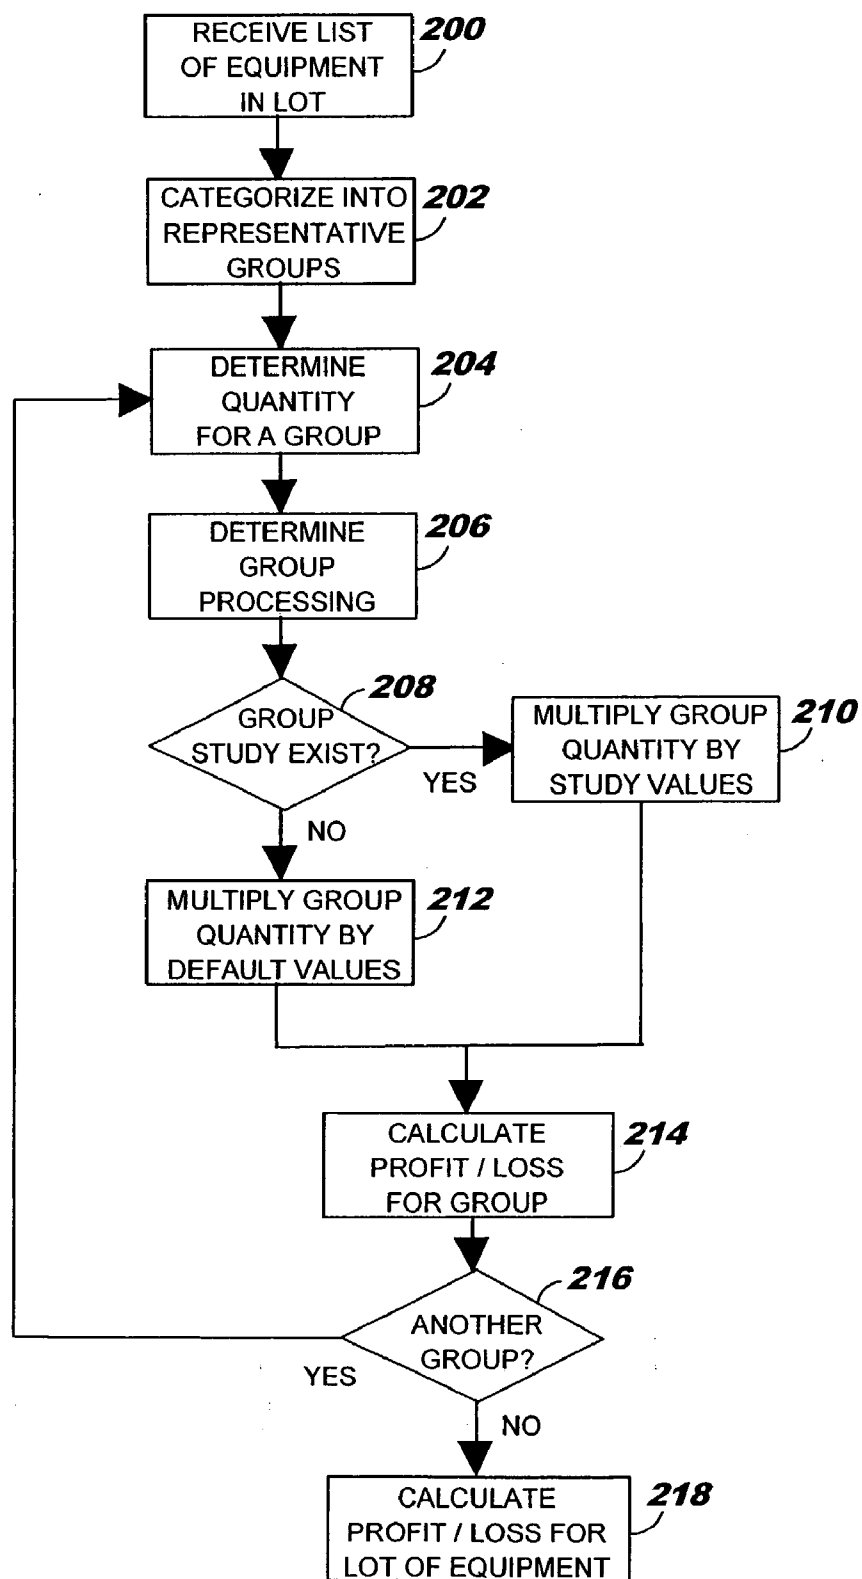 RECEIVE LIST
OF EQUIPMENT
IN LOT
200
CATEGORIZE INTO
REPRESENTATIVE
GROUPS
202
DETERMINE
QUANTITY
FOR A GROUP
204
DETERMINE
GROUP
PROCESSING
206
GROUP
STUDY EXIST?
208
YES
MULTIPLY GROUP
QUANTITY BY
STUDY VALUES
210
NO
MULTIPLY GROUP
QUANTITY BY
DEFAULT VALUES
212
CALCULATE
PROFIT / LOSS
FOR GROUP
214
ANOTHER
GROUP?
216
YES
NO
CALCULATE
PROFIT / LOSS FOR
LOT OF EQUIPMENT
218